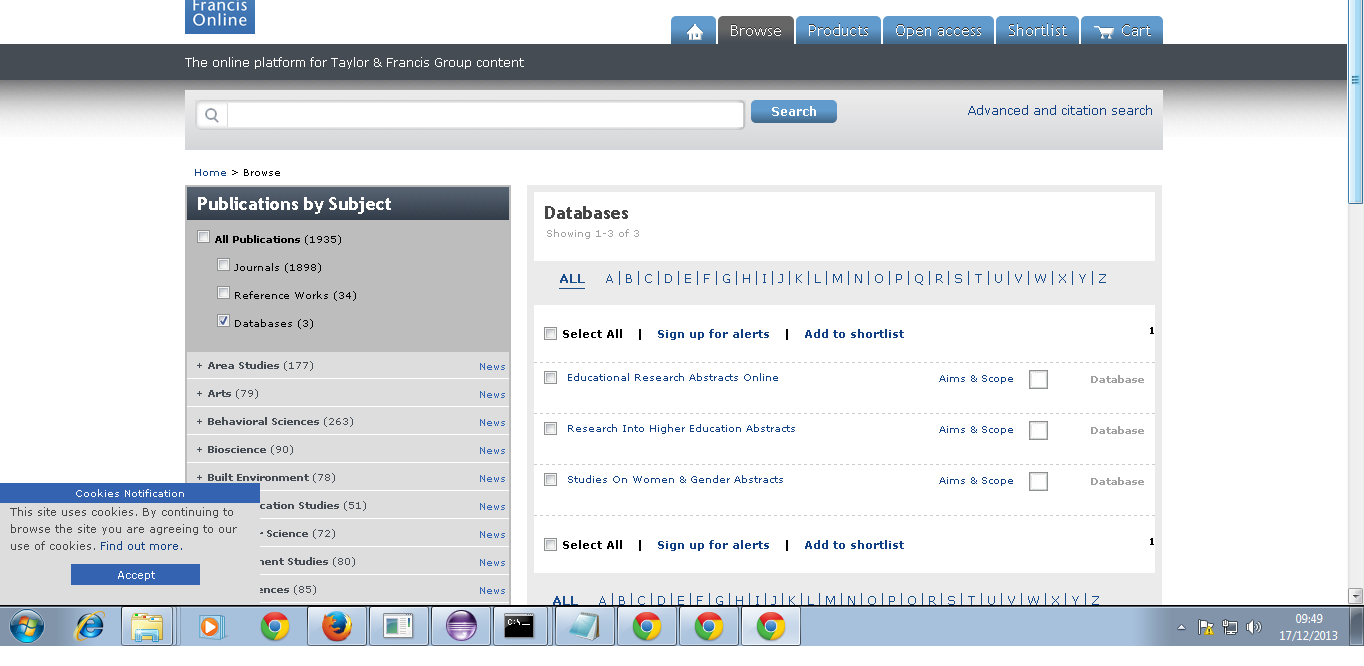 Francis
Online
Browse
Products
Open access
Shortlist
Cart
The online platform for Taylor & Francis Group content
Search
Advanced and citation search
Home > Browse
Publications by Subject
All Publications (1935)
Journals (1898)
Reference Works (34)
Databases (3)
+ Area Studies (177) News
+ Arts (79) News
+ Behavioral Sciences (263) News
+ Bioscience (90) News
+ Built Environment (78) News
cation Studies (51) News
Science (72) News
ment Studies (80) News
ences (85) News
Databases
Showing 1-3 of 3
ALL A|B|C|D|E|F|G|H|I|J|K|L|M|N|O|P|Q|R|S|T|U|V|W|X|Y|Z
Select All | Sign up for alerts | Add to shortlist 1
Educational Research Abstracts Online Aims & Scope Database
Research Into Higher Education Abstracts Aims & Scope Database
Studies On Women & Gender Abstracts Aims & Scope Database
Select All | Sign up for alerts | Add to shortlist 1
ALL A|B|C|D|E|F|G|H|I|J|K|L|M|N|O|P|Q|R|S|T|U|V|W|X|Y|Z
Cookies Notification
This site uses cookies. By continuing to
browse the site you are agreeing to our
use of cookies. Find out more.
Accept
C:\_
09:49
17/12/2013